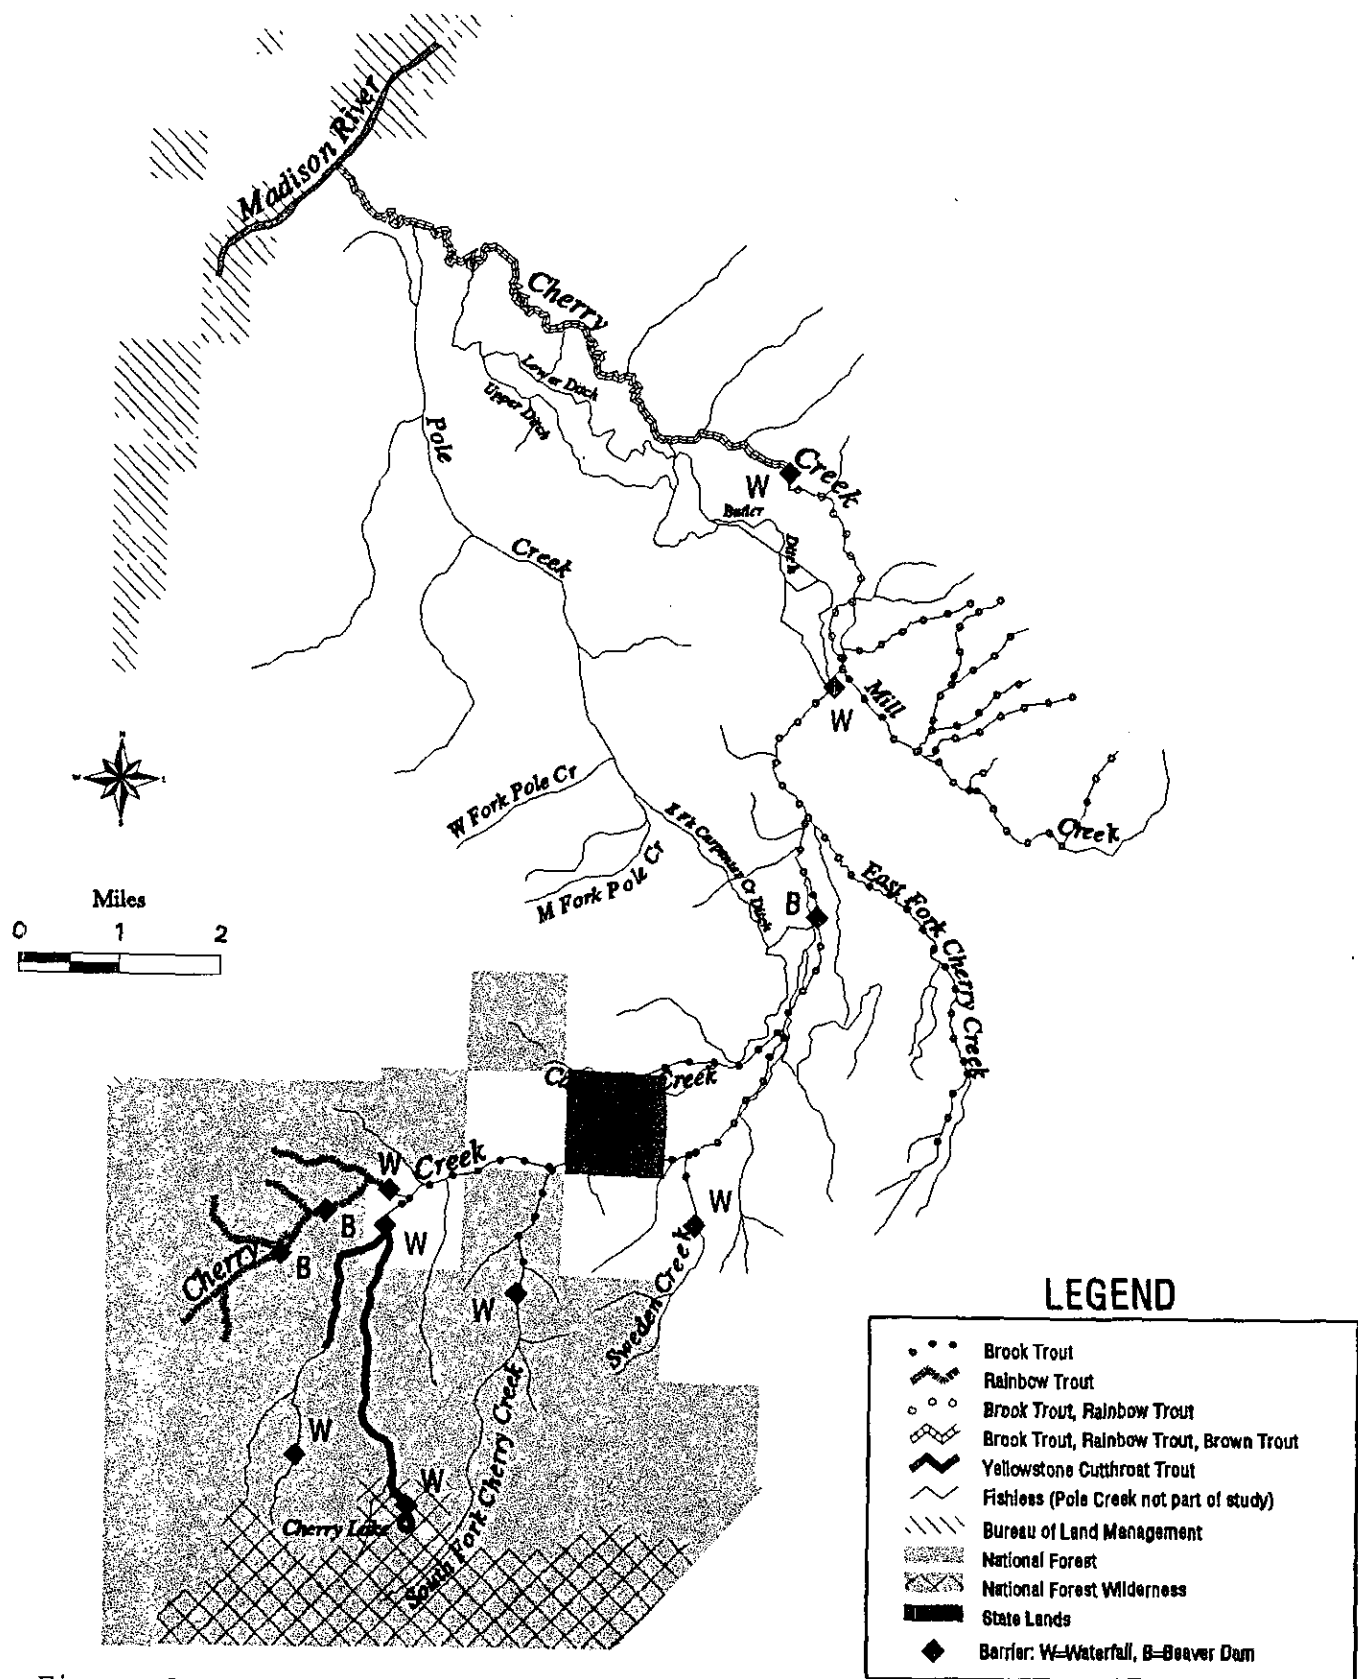 Madison River
Cherry
Lower Ditch
Upper Ditch
Pole
Creek
W
Butler
Ditch
Creek
Mill
W
W Fork Pole Cr
E Frk Carpenter Cr Ditch
Creek
M Fork Pole Cr
East Fork Cherry Creek
B
N
W
E
S
Miles
0 1 2
Creek
W
Creek
B
W
W
Cherry
B
W
Sweden Creek
W
W
Cherry Lake
South Fork Cherry Creek
LEGEND
Brook Trout
Rainbow Trout
Brook Trout, Rainbow Trout
Brook Trout, Rainbow Trout, Brown Trout
Yellowstone Cutthroat Trout
Fishless (Pole Creek not part of study)
Bureau of Land Management
National Forest
National Forest Wilderness
State Lands
Barrier: W=Waterfall, B=Beaver Dam